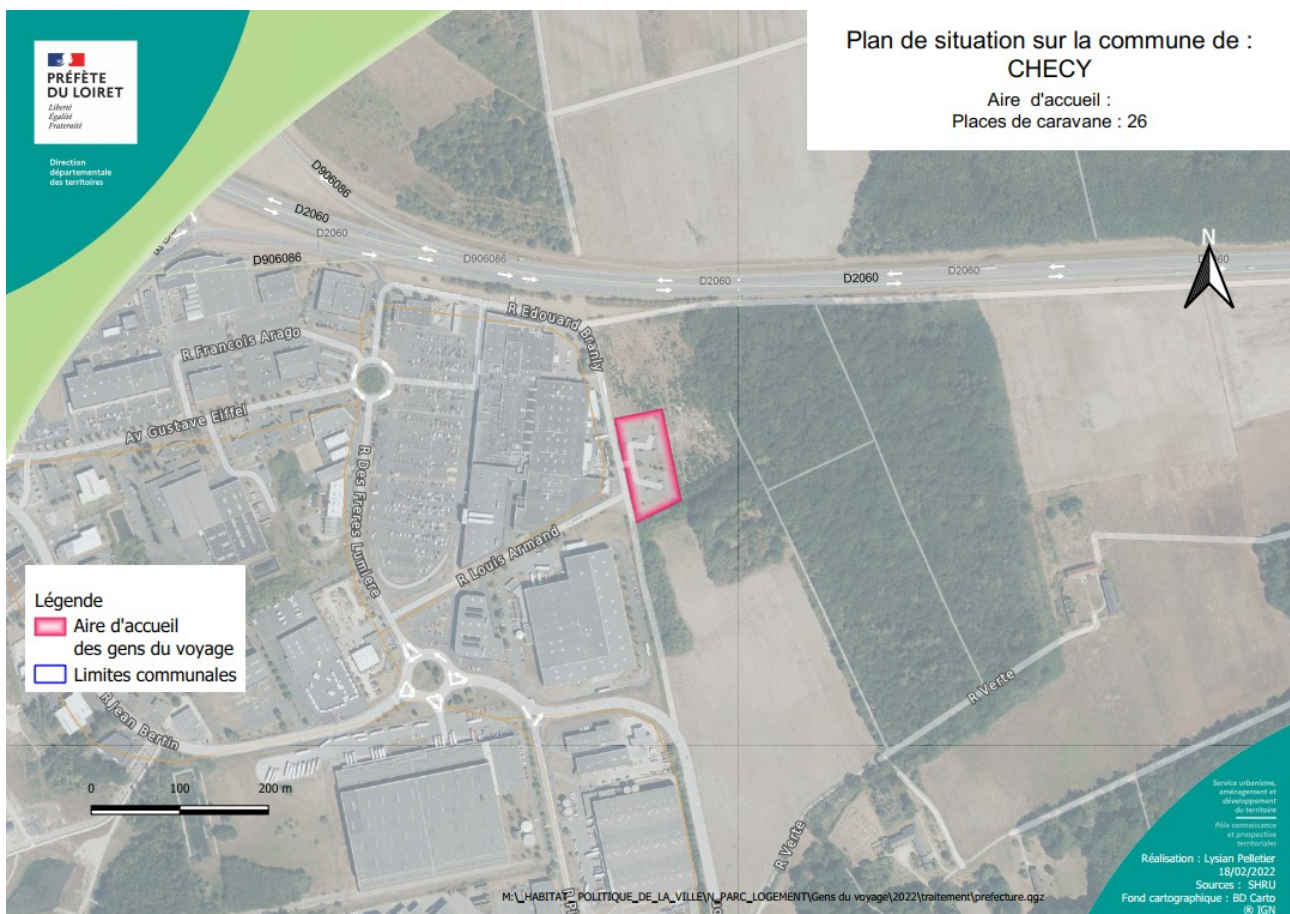 PRÉFÈTE
DU LOIRET
Liberté
Égalité
Fraternité
Direction
départementale
des territoires
Plan de situation sur la commune de :
CHECY
Aire d'accueil :
Places de caravane : 26
D906086
D2060
D2060
D906086
D906086
D2060
D2060
D2060
N
R Edouard Branly
R Francois Arago
Av Gustave Eiffel
R Des Frères Lumiere
R Louis Armand
Légende
Aire d'accueil
des gens du voyage
Limites communales
R Jean Bertin
R Verte
R Verte
0 100 200 m
Service urbanisme,
aménagement et
développement
du territoire
Pôle connaissance
et prospective
territoriales
Réalisation : Lysian Pelletier
18/02/2022
Sources : SHRU
Fond cartographique : BD Carto
® IGN
M:\_HABITAT_POLITIQUE_DE_LA_VILLE\N_PARC_LOGEMENT\Gens du voyage\2022\traitement\prefecture.qgz